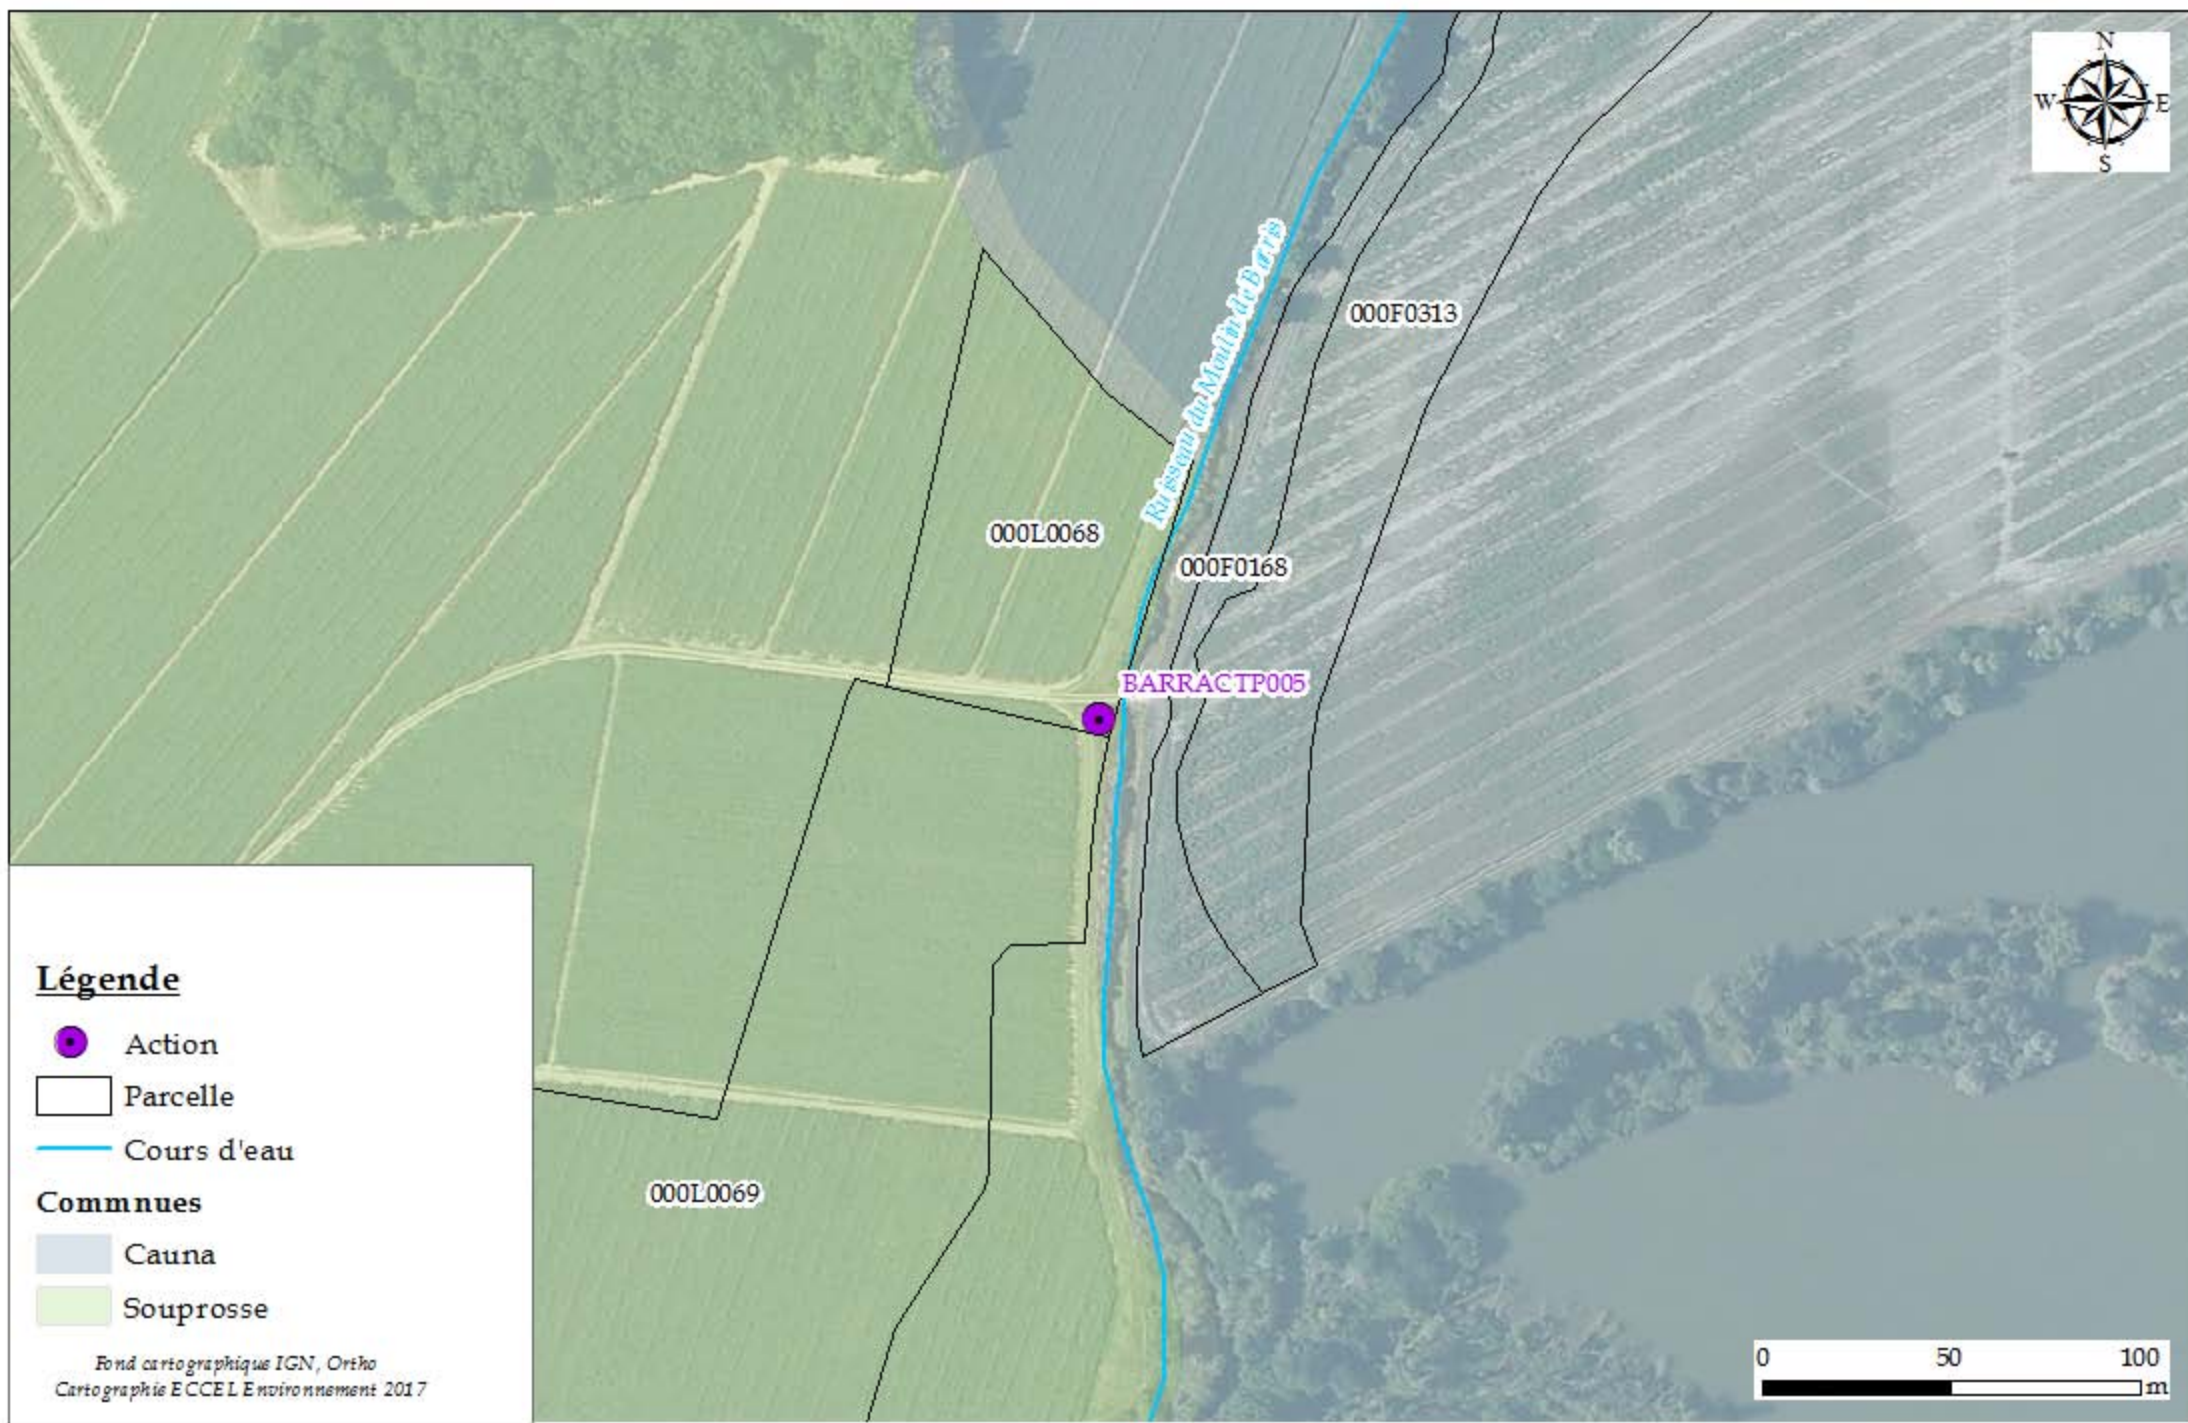 N
W E
S
Ruisseau du Moulin de Barris
000F0313
000L0068
000F0168
BARRACTP005
000L0069
Légende
Action
Parcelle
Cours d'eau
Commnues
Cauna
Souprosse
Fond cartographique IGN, Ortho
Cartographie ECCEL Environnement 2017
0 50 100
m